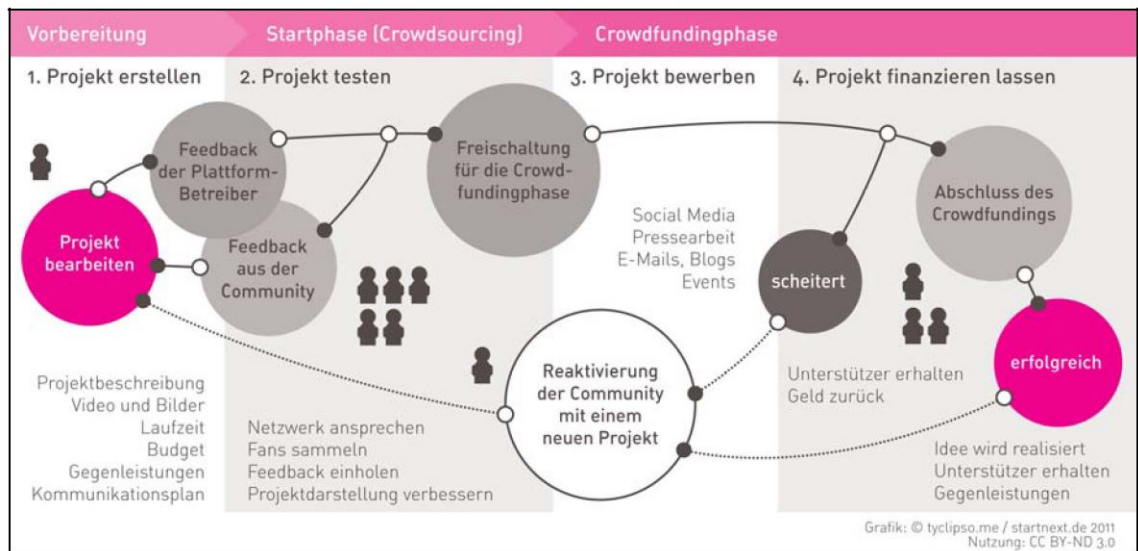 Vorbereitung
Startphase (Crowdsourcing)
Crowdfundingphase
1. Projekt erstellen
2. Projekt testen
3. Projekt bewerben
4. Projekt finanzieren lassen
Feedback
der Plattform-
Betreiber
Freischaltung
für die Crowd-
fundingphase
Abschluss des
Crowdfundings
Projekt
bearbeiten
Feedback
aus der
Community
Social Media
Pressearbeit
E-Mails, Blogs
Events
scheitert
erfolgreich
Reaktivierung
der Community
mit einem
neuen Projekt
Unterstützer erhalten
Geld zurück
Projektbeschreibung
Video und Bilder
Laufzeit
Budget
Gegenleistungen
Kommunikationsplan
Netzwerk ansprechen
Fans sammeln
Feedback einholen
Projektdarstellung verbessern
Idee wird realisiert
Unterstützer erhalten
Gegenleistungen
Grafik: © tyclipso.me / startnext.de 2011
Nutzung: CC BY-ND 3.0